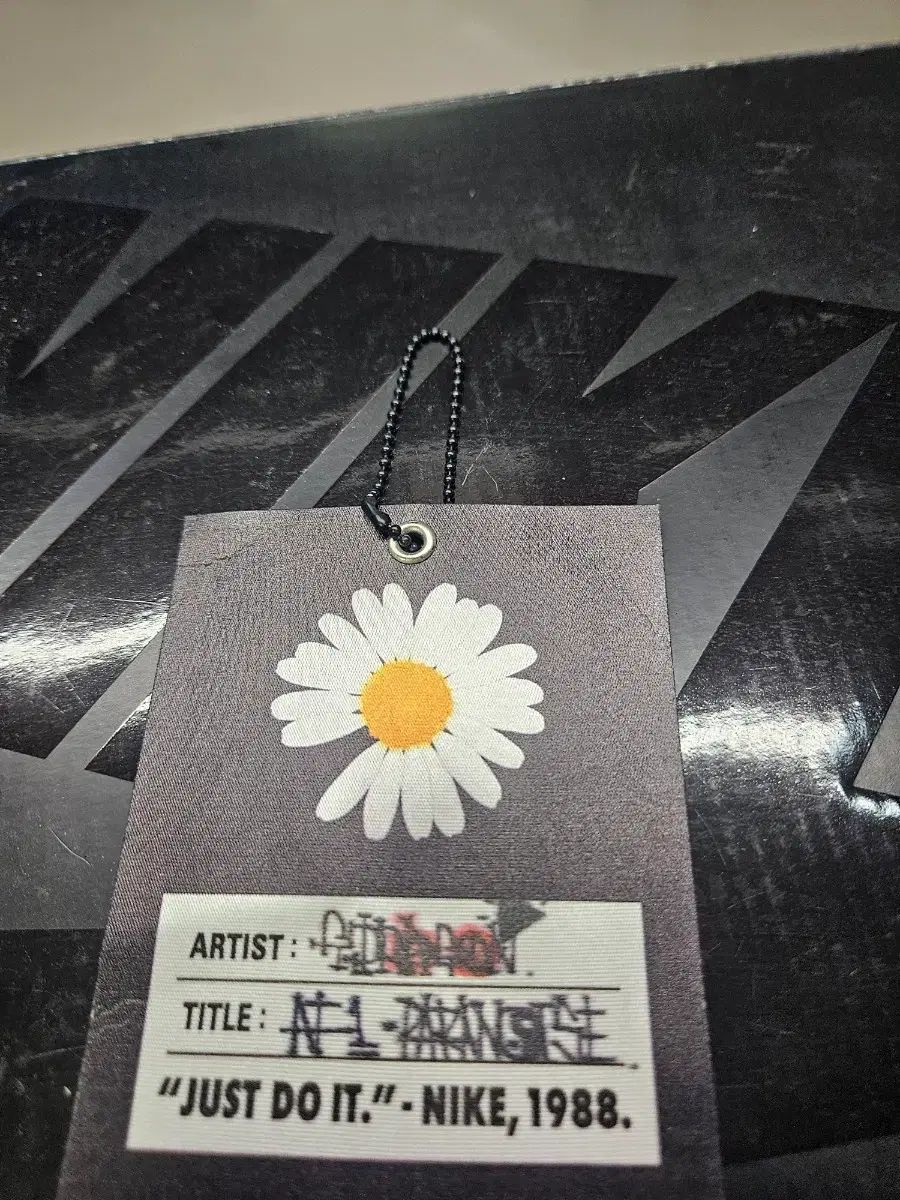 ARTIST : G-DRAGON.
TITLE : AF1 - PARANOISE
“JUST DO IT.” - NIKE, 1988.